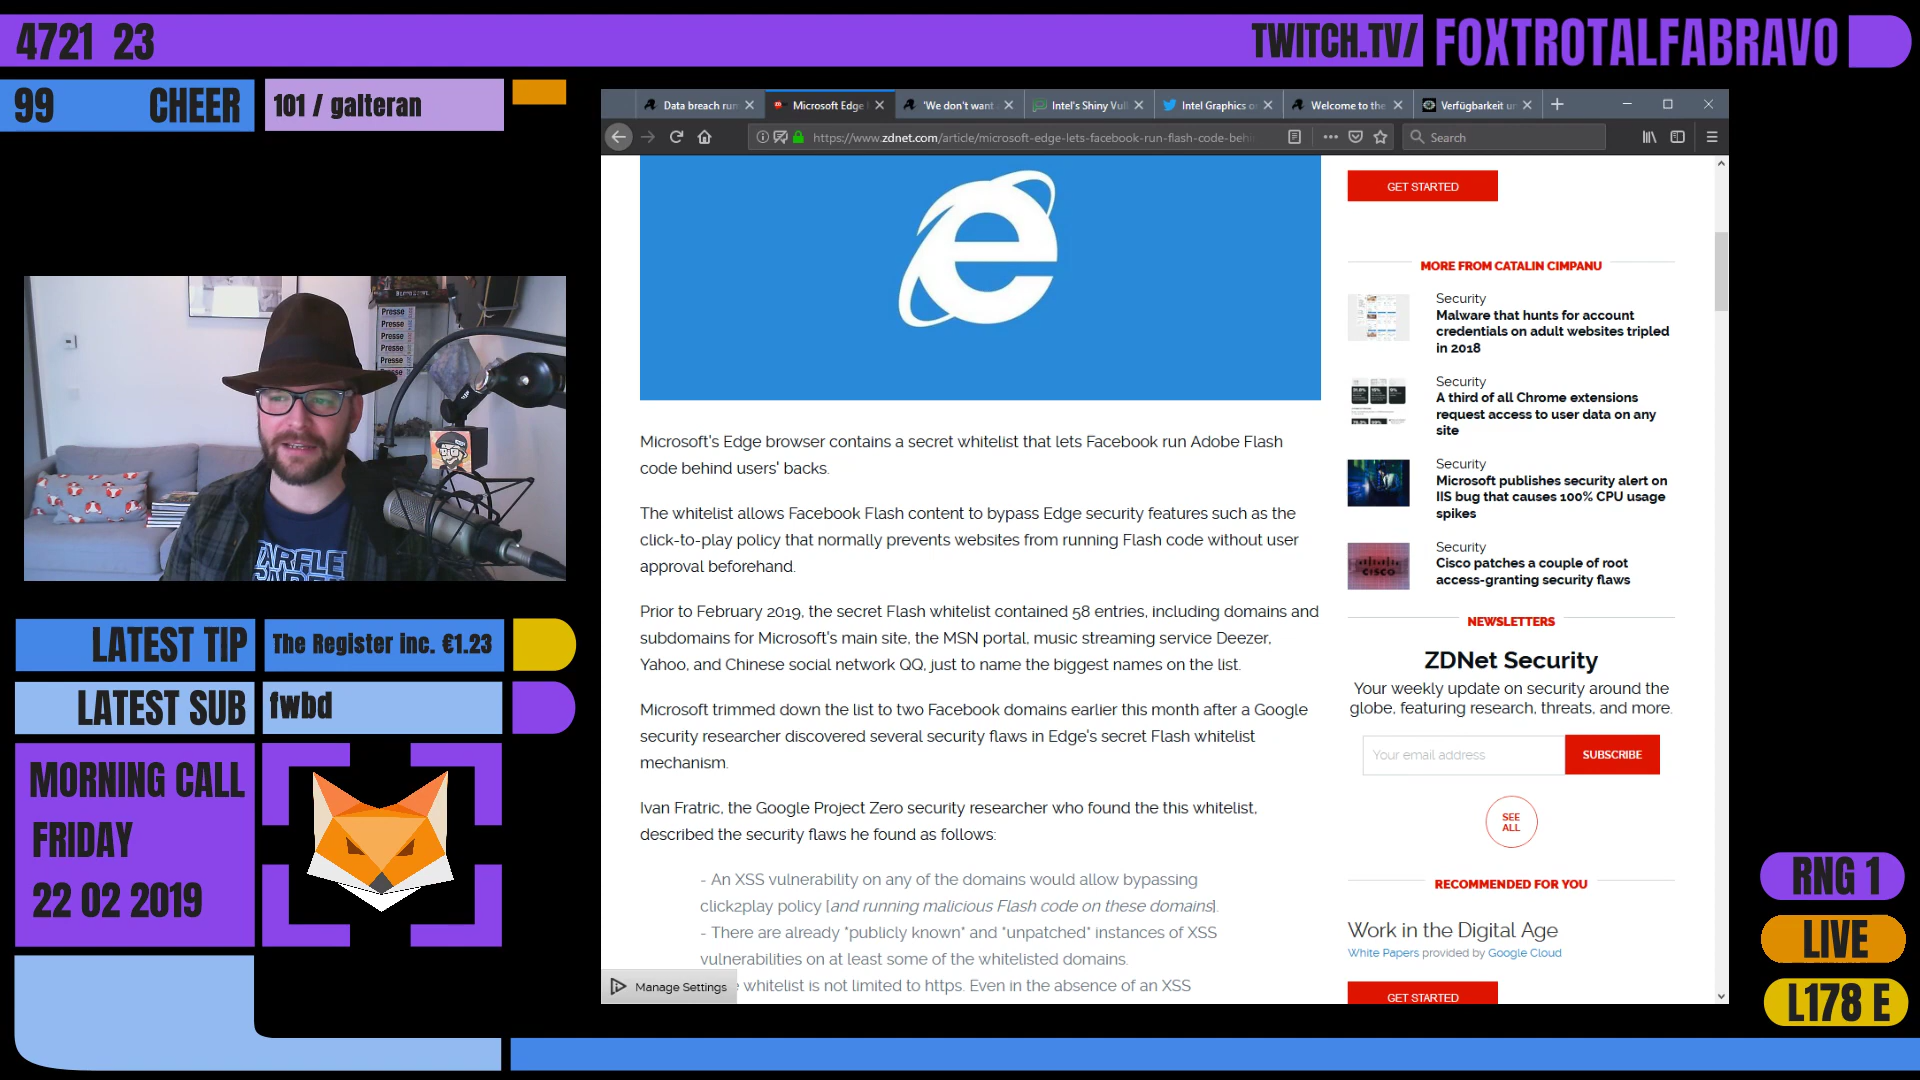 4721 23
TWITCH.TV/ FOXTROTALFABRAVO
99 CHEER
101 / galteran
Data breach run
Microsoft Edge
'We don't want
Intel's Shiny Vul
Intel Graphics o
Welcome to the
Verfügbarkeit u
https://www.zdnet.com/article/microsoft-edge-lets-facebook-run-flash-code-behi
Search
Presse
Presse
Presse
Presse
Presse
LATEST TIP
The Register inc. €1.23
LATEST SUB
fwbd
MORNING CALL
FRIDAY
22 02 2019
Microsoft's Edge browser contains a secret whitelist that lets Facebook run Adobe Flash
code behind users' backs.
The whitelist allows Facebook Flash content to bypass Edge security features such as the
click-to-play policy that normally prevents websites from running Flash code without user
approval beforehand.
Prior to February 2019, the secret Flash whitelist contained 58 entries, including domains and
subdomains for Microsoft's main site, the MSN portal, music streaming service Deezer,
Yahoo, and Chinese social network QQ, just to name the biggest names on the list.
Microsoft trimmed down the list to two Facebook domains earlier this month after a Google
security researcher discovered several security flaws in Edge's secret Flash whitelist
mechanism.
Ivan Fratric, the Google Project Zero security researcher who found the this whitelist,
described the security flaws he found as follows:
- An XSS vulnerability on any of the domains would allow bypassing
click2play policy [and running malicious Flash code on these domains].
- There are already *publicly known* and *unpatched* instances of XSS
vulnerabilities on at least some of the whitelisted domains.
whitelist is not limited to https. Even in the absence of an XSS
Manage Settings
GET STARTED
MORE FROM CATALIN CIMPANU
Security
Malware that hunts for account
credentials on adult websites tripled
in 2018
Security
A third of all Chrome extensions
request access to user data on any
site
Security
Microsoft publishes security alert on
IIS bug that causes 100% CPU usage
spikes
CISCO
Security
Cisco patches a couple of root
access-granting security flaws
NEWSLETTERS
ZDNet Security
Your weekly update on security around the
globe, featuring research, threats, and more.
Your email address
SUBSCRIBE
SEE
ALL
RECOMMENDED FOR YOU
Work in the Digital Age
White Papers provided by Google Cloud
GET STARTED
RNG 1
LIVE
L178 E